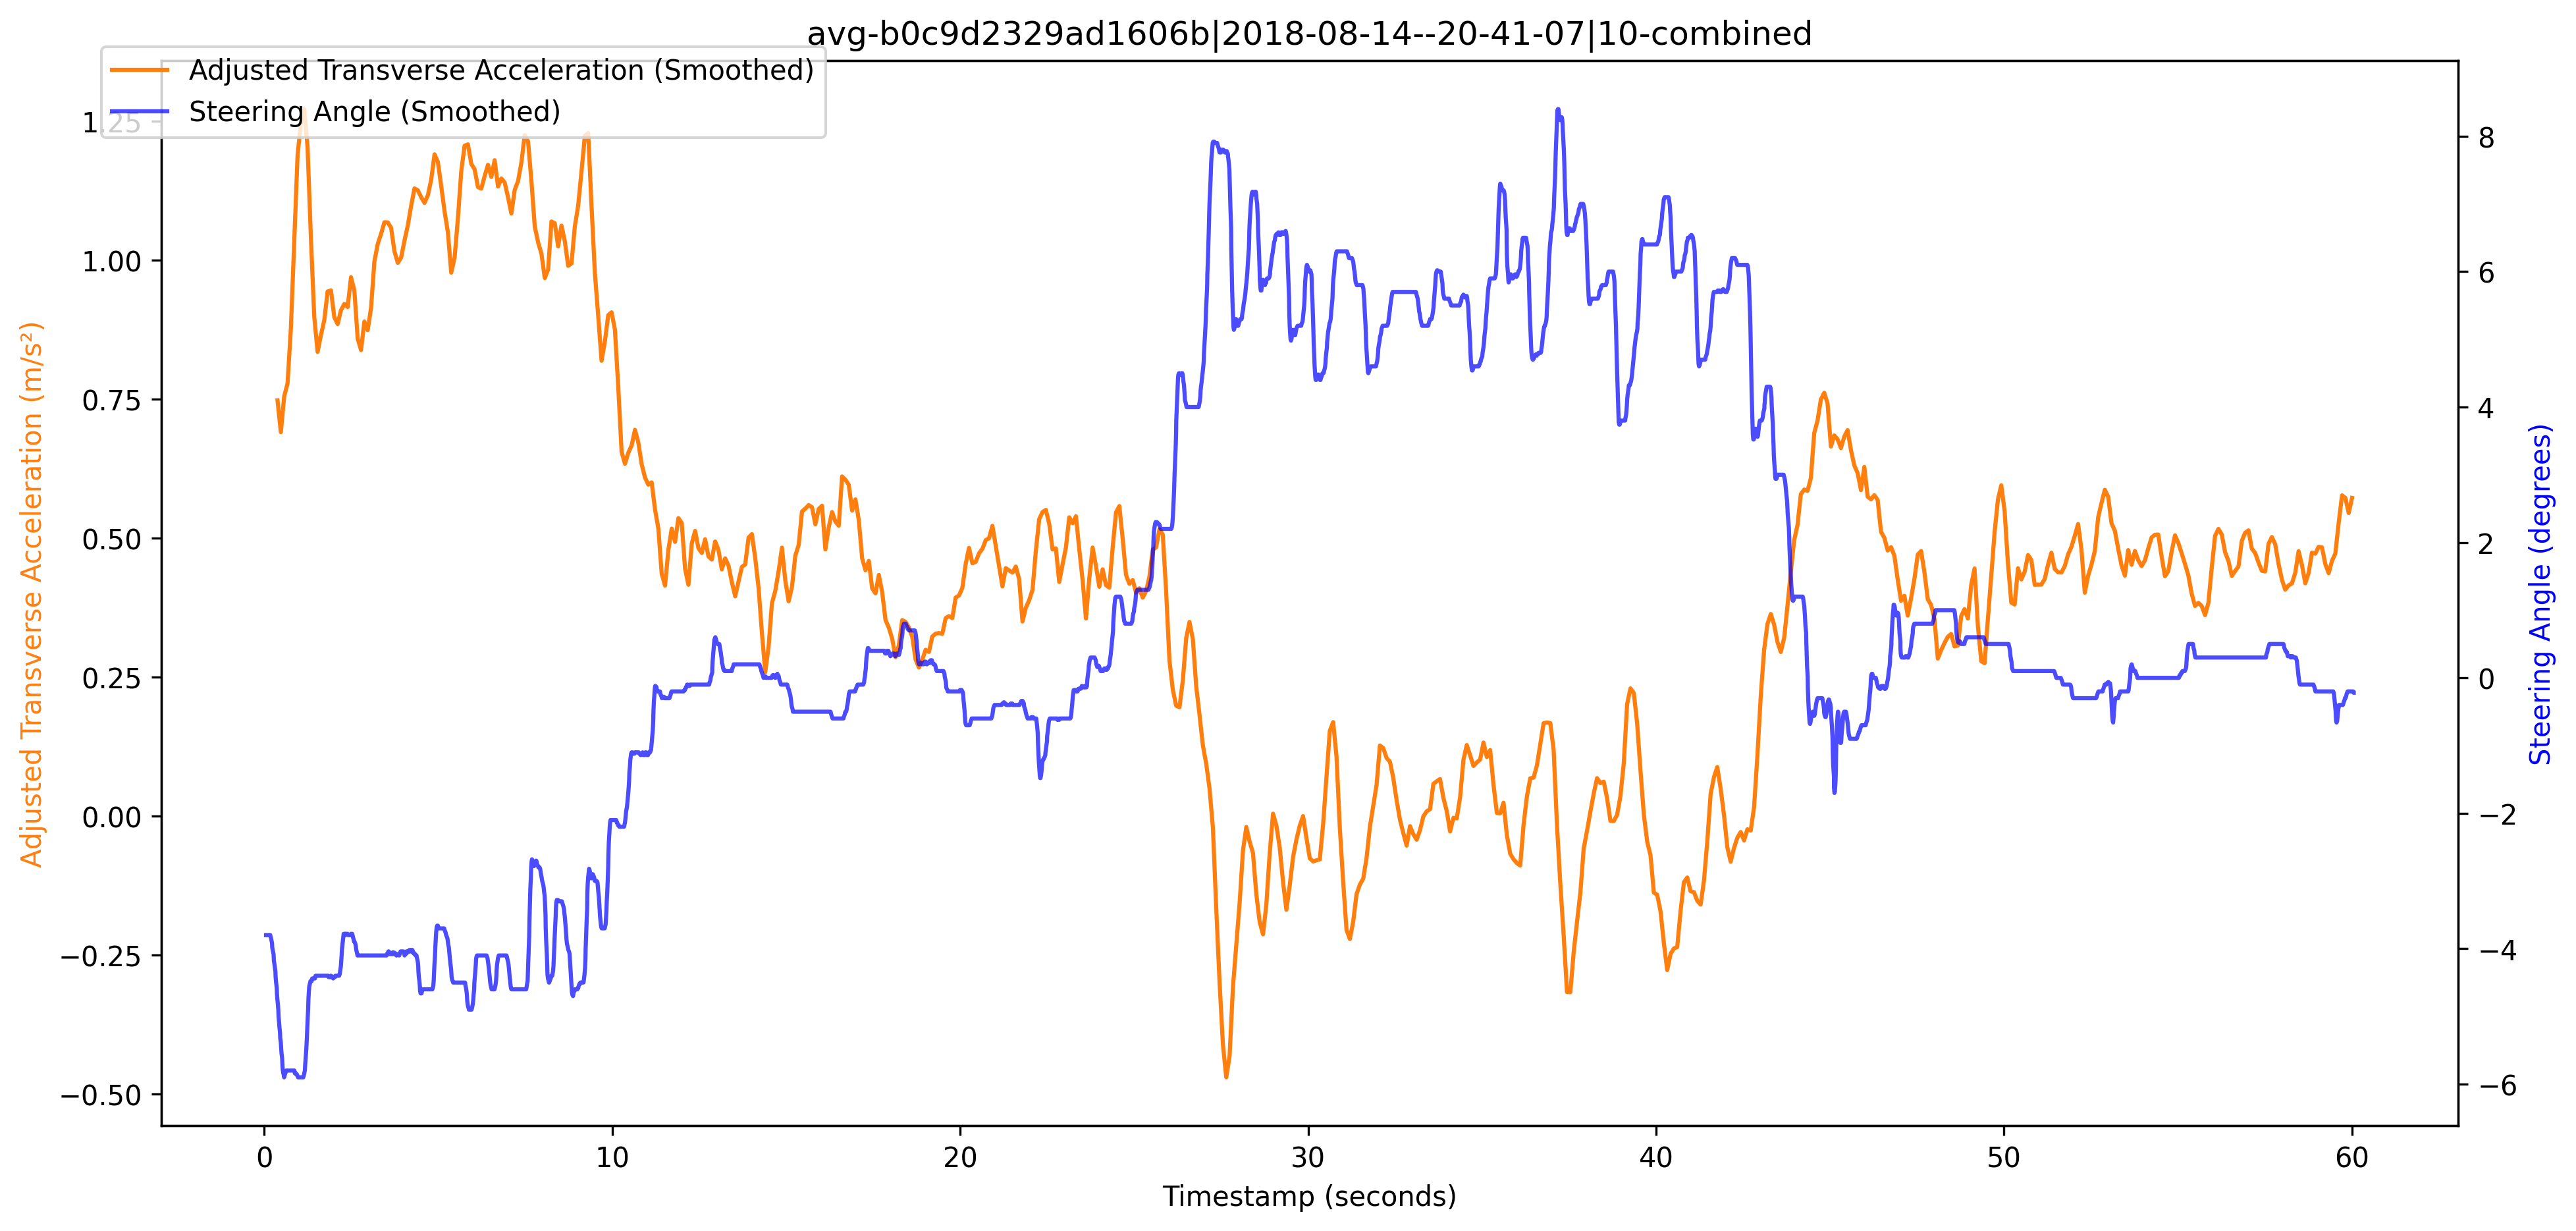 avg-b0c9d2329ad1606b|2018-08-14--20-41-07|10-combined
Adjusted Transverse Acceleration (Smoothed)
Steering Angle (Smoothed)
Adjusted Transverse Acceleration (m/s²)
1.25
1.00
0.75
0.50
0.25
0.00
−0.25
−0.50
8
6
4
2
0
−2
−4
−6
Steering Angle (degrees)
0 10 20 30 40 50 60
Timestamp (seconds)